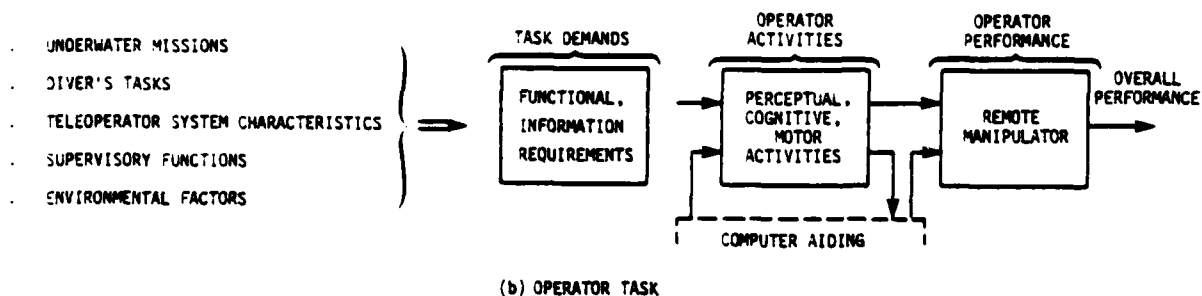 . UNDERWATER MISSIONS
. DIVER'S TASKS
. TELEOPERATOR SYSTEM CHARACTERISTICS
. SUPERVISORY FUNCTIONS
. ENVIRONMENTAL FACTORS
TASK DEMANDS
FUNCTIONAL,
INFORMATION
REQUIREMENTS
OPERATOR
ACTIVITIES
PERCEPTUAL,
COGNITIVE,
MOTOR
ACTIVITIES
OPERATOR
PERFORMANCE
REMOTE
MANIPULATOR
OVERALL
PERFORMANCE
COMPUTER AIDING
(b) OPERATOR TASK